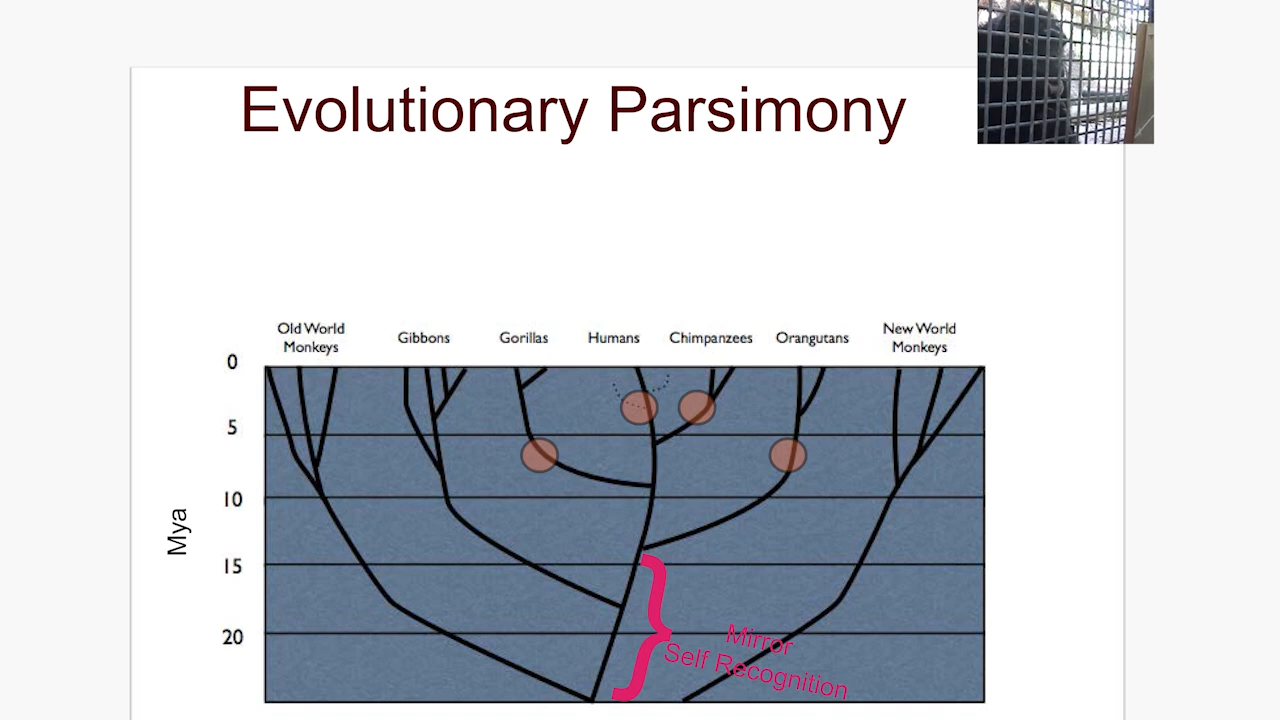 Evolutionary Parsimony
Old World
Monkeys
Gibbons
Gorillas
Humans
Chimpanzees
Orangutans
New World
Monkeys
0
5
10
15
20
Mya
Mirror
Self Recognition